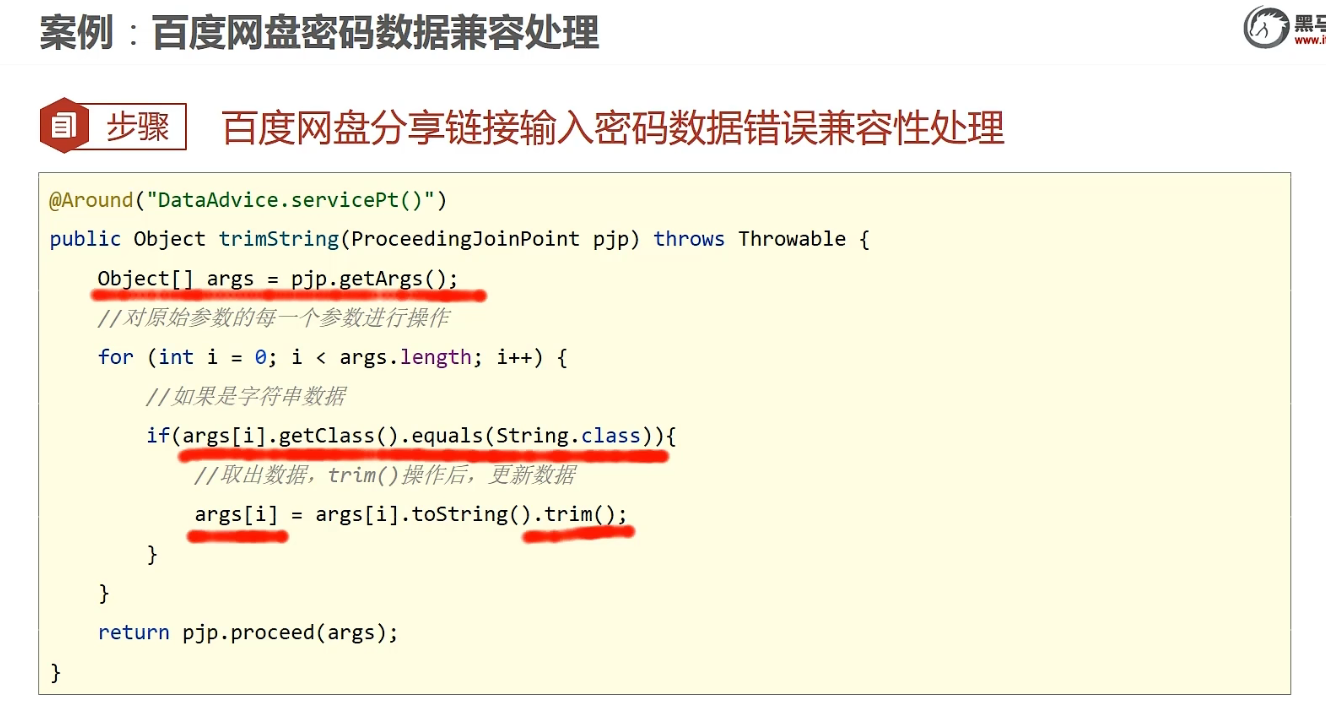 案例：百度网盘密码数据兼容处理
黑马
www.i
步骤
百度网盘分享链接输入密码数据错误兼容性处理
@Around("DataAdvice.servicePt()")
public Object trimString(ProceedingJoinPoint pjp) throws Throwable {
    Object[] args = pjp.getArgs();
    //对原始参数的每一个参数进行操作
    for (int i = 0; i < args.length; i++) {
        //如果是字符串数据
        if(args[i].getClass().equals(String.class)){
            //取出数据，trim()操作后，更新数据
            args[i] = args[i].toString().trim();
        }
    }
    return pjp.proceed(args);
}